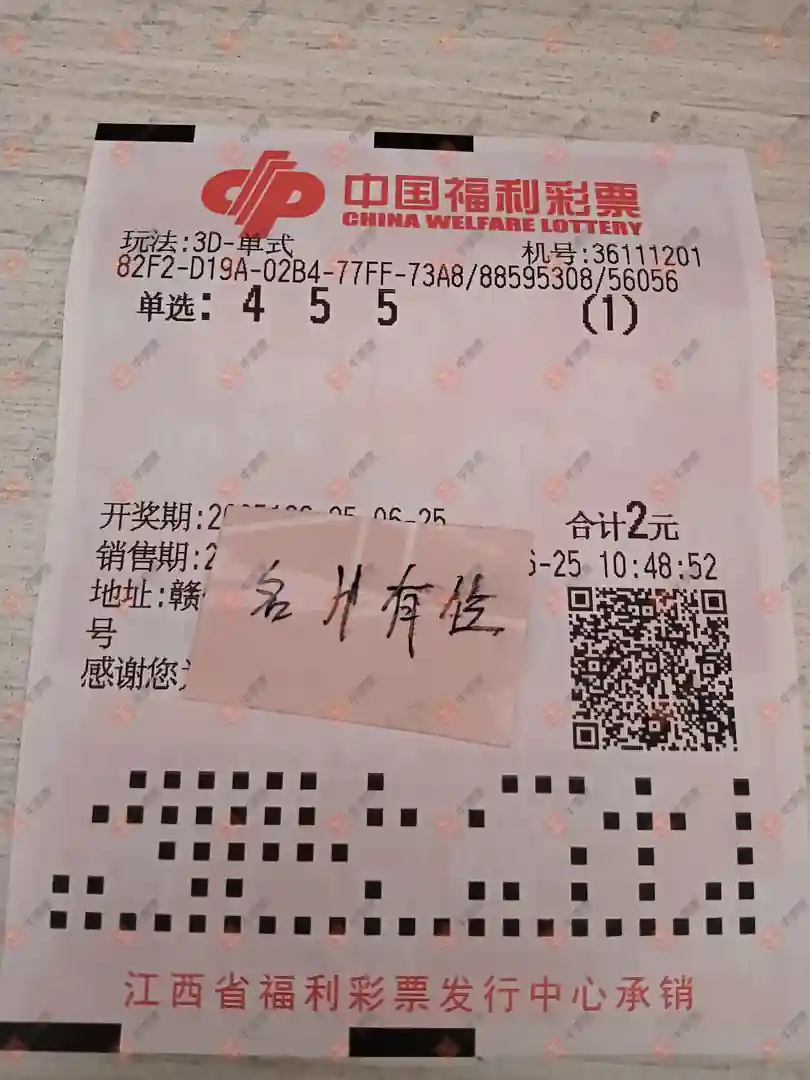 中国福利彩票
CHINA WELFARE LOTTERY
玩法:3D-单式 机号:36111201
82F2-D19A-02B4-77FF-73A8/88595308/56056
单选: 4 5 5 (1)
开奖期:2 25-06-25 合计2元
销售期:2 -25 10:48:52
地址:赣
号
感谢您
名 有
江西省福利彩票发行中心承销